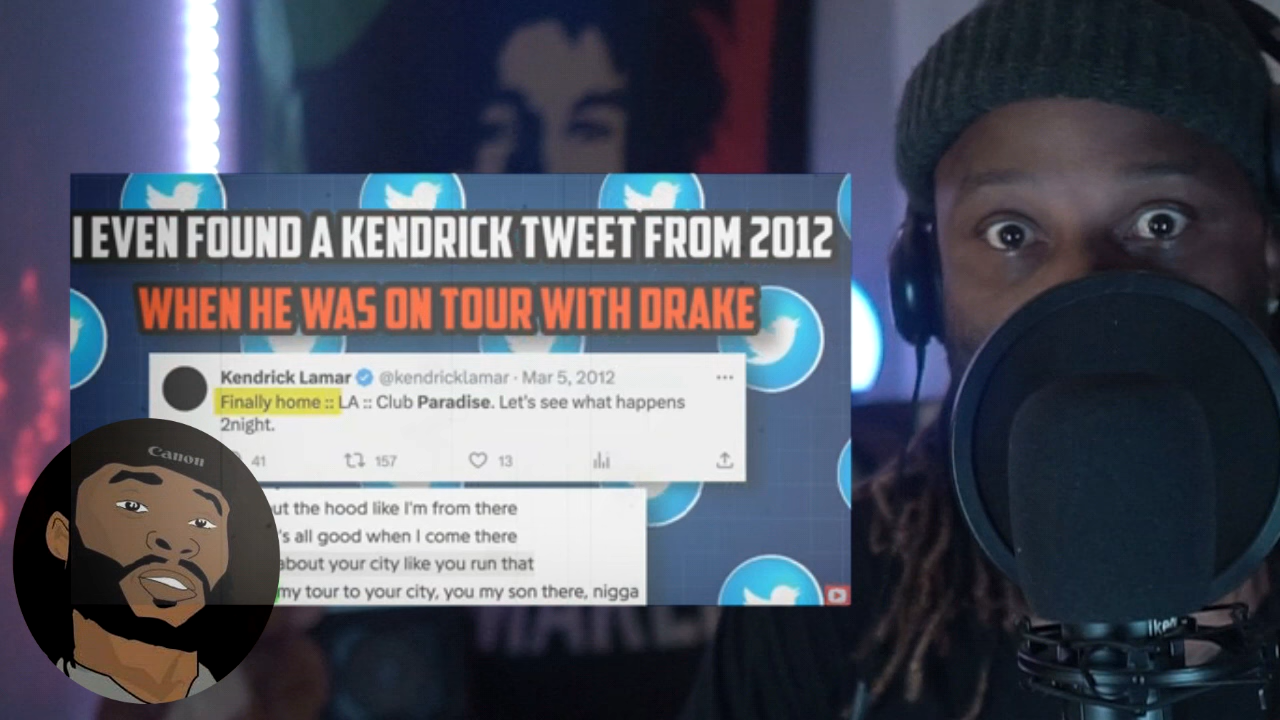 I EVEN FOUND A KENDRICK TWEET FROM 2012
WHEN HE WAS ON TOUR WITH DRAKE
Kendrick Lamar @kendricklamar · Mar 5, 2012
Finally home :: LA :: Club Paradise. Let's see what happens
2night.
41 157 13
the hood like I'm from there
all good when I come there
about your city like you run that
my tour to your city, you my son there, nigga
Canon